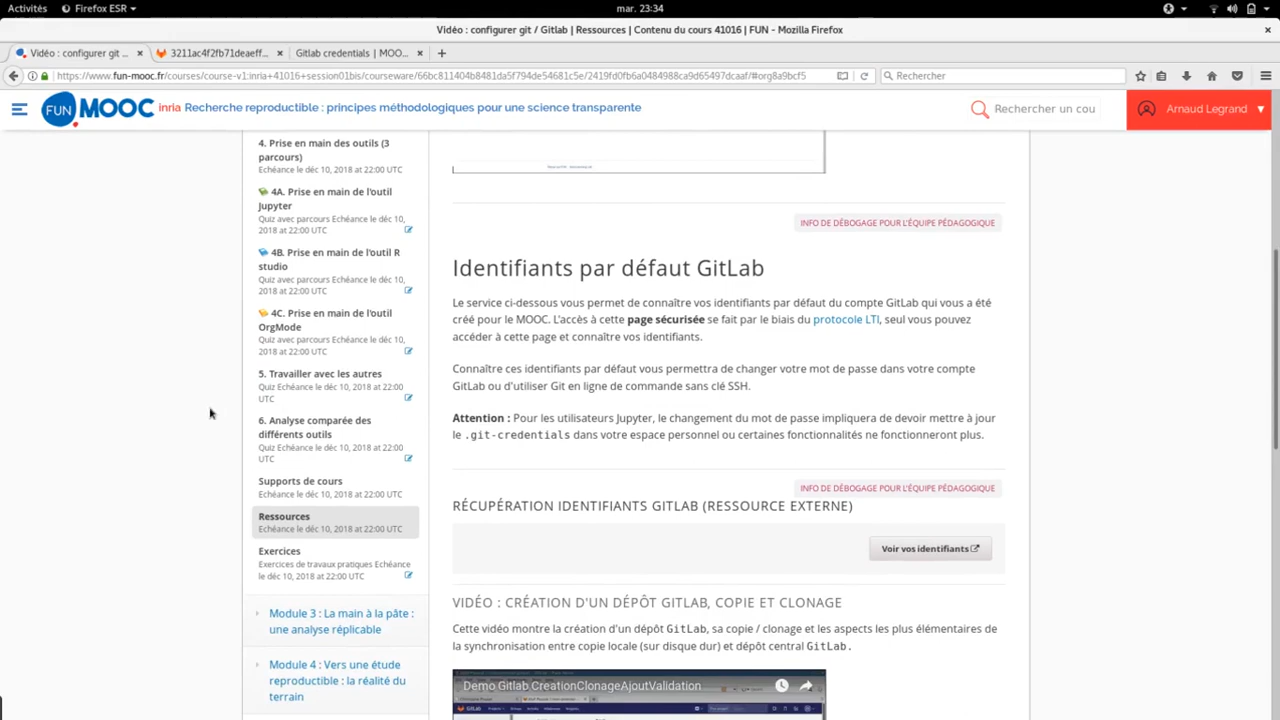 Activités
Firefox ESR
mar. 23:34
Vidéo : configurer git / Gitlab | Ressources | Contenu du cours 41016 | FUN - Mozilla Firefox
Vidéo : configurer git ...
3211ac4f2fb71deaeff...
Gitlab credentials | MOO...
https://www.fun-mooc.fr/courses/course-v1:inria+41016+session01bis/courseware/66bc811404b8481da5f794de54681c5e/2419fd0fb6a0484988ca9d65497dcaaf/#org8a9bcf5
Rechercher
FUN MOOC
inria Recherche reproductible : principes méthodologiques pour une science transparente
Rechercher un cou
Arnaud Legrand
4. Prise en main des outils (3
parcours)
Echéance le déc 10, 2018 at 22:00 UTC
4A. Prise en main de l'outil
Jupyter
Quiz avec parcours Echéance le déc 10,
2018 at 22:00 UTC
4B. Prise en main de l'outil R
studio
Quiz avec parcours Echéance le déc 10,
2018 at 22:00 UTC
4C. Prise en main de l'outil
OrgMode
Quiz avec parcours Echéance le déc 10,
2018 at 22:00 UTC
5. Travailler avec les autres
Quiz Echéance le déc 10, 2018 at 22:00
UTC
6. Analyse comparée des
différents outils
Quiz Echéance le déc 10, 2018 at 22:00
UTC
Supports de cours
Echéance le déc 10, 2018 at 22:00 UTC
Ressources
Echéance le déc 10, 2018 at 22:00 UTC
Exercices
Exercices de travaux pratiques Echéance
le déc 10, 2018 at 22:00 UTC
Module 3 : La main à la pâte :
une analyse réplicable
Module 4 : Vers une étude
reproductible : la réalité du
terrain
INFO DE DÉBOGAGE POUR L'ÉQUIPE PÉDAGOGIQUE
Identifiants par défaut GitLab
Le service ci-dessous vous permet de connaître vos identifiants par défaut du compte GitLab qui vous a été
créé pour le MOOC. L'accès à cette page sécurisée se fait par le biais du protocole LTI, seul vous pouvez
accéder à cette page et connaître vos identifiants.
Connaître ces identifiants par défaut vous permettra de changer votre mot de passe dans votre compte
GitLab ou d'utiliser Git en ligne de commande sans clé SSH.
Attention : Pour les utilisateurs Jupyter, le changement du mot de passe impliquera de devoir mettre à jour
le .git-credentials dans votre espace personnel ou certaines fonctionnalités ne fonctionneront plus.
INFO DE DÉBOGAGE POUR L'ÉQUIPE PÉDAGOGIQUE
RÉCUPÉRATION IDENTIFIANTS GITLAB (RESSOURCE EXTERNE)
Voir vos identifiants
VIDÉO : CRÉATION D'UN DÉPÔT GITLAB, COPIE ET CLONAGE
Cette vidéo montre la création d'un dépôt GitLab, sa copie / clonage et les aspects les plus élémentaires de
la synchronisation entre copie locale (sur disque dur) et dépôt central GitLab.
Demo Gitlab CreationClonageAjoutValidation